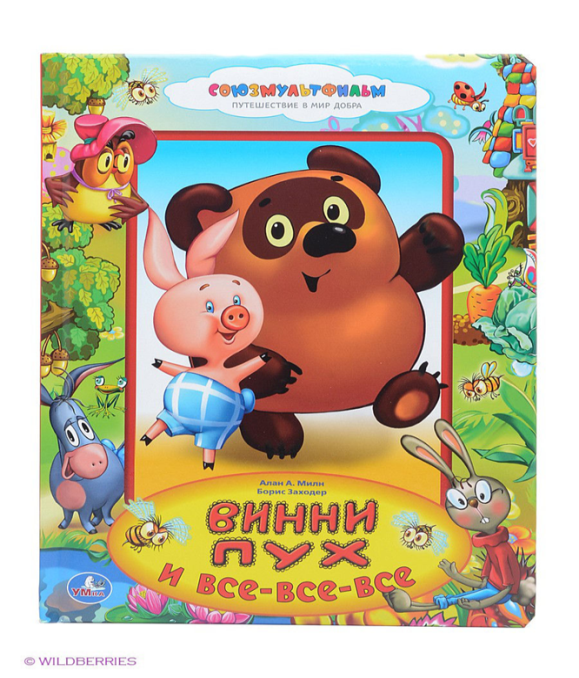 СОЮЗМУЛЬТФИЛЬМ
ПУТЕШЕСТВИЕ В МИР ДОБРА
Алан А. Милн
Борис Заходер
ВИННИ
ПУХ
И ВСЕ-ВСЕ-ВСЕ
УМка
© WILDBERRIES